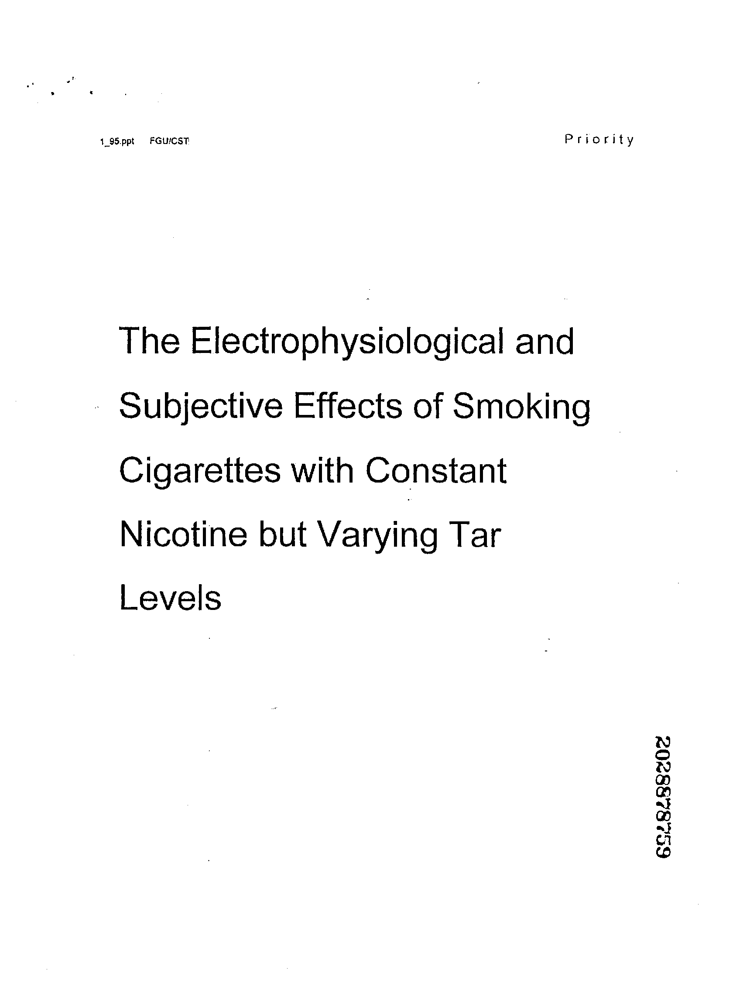 1_95.ppt FGU/CST
Priority
The Electrophysiological and
Subjective Effects of Smoking
Cigarettes with Constant
Nicotine but Varying Tar
Levels
2028878759